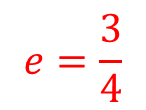 e = 3/4